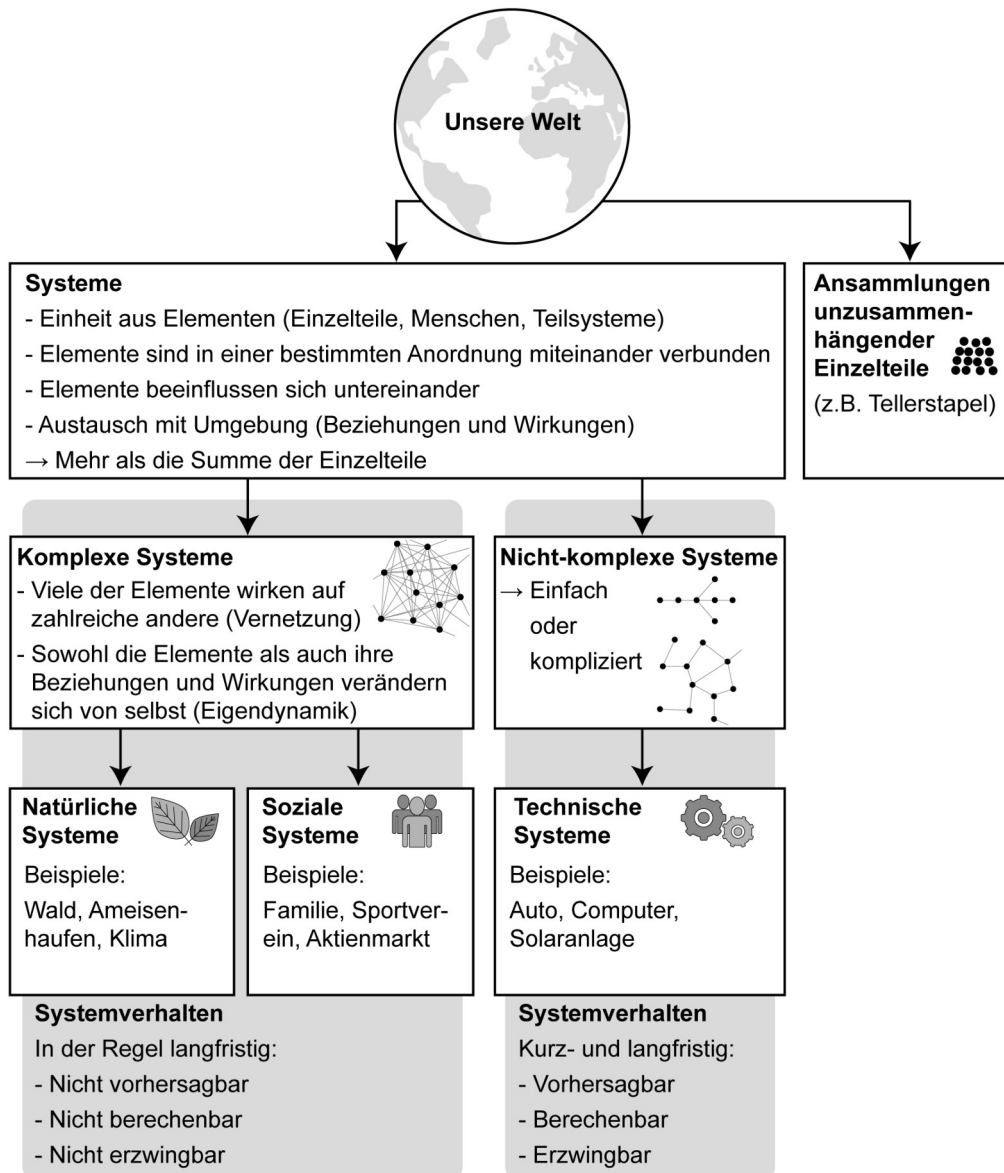 Unsere Welt
Systeme
- Einheit aus Elementen (Einzelteile, Menschen, Teilsysteme)
- Elemente sind in einer bestimmten Anordnung miteinander verbunden
- Elemente beeinflussen sich untereinander
- Austausch mit Umgebung (Beziehungen und Wirkungen)
→ Mehr als die Summe der Einzelteile
Ansammlungen
unzusammen-
hängender
Einzelteile
(z.B. Tellerstapel)
Komplexe Systeme
- Viele der Elemente wirken auf
zahlreiche andere (Vernetzung)
- Sowohl die Elemente als auch ihre
Beziehungen und Wirkungen verändern
sich von selbst (Eigendynamik)
Nicht-komplexe Systeme
→ Einfach
oder
kompliziert
Natürliche
Systeme
Beispiele:
Wald, Ameisen-
haufen, Klima
Soziale
Systeme
Beispiele:
Familie, Sportver-
ein, Aktienmarkt
Technische
Systeme
Beispiele:
Auto, Computer,
Solaranlage
Systemverhalten
In der Regel langfristig:
- Nicht vorhersagbar
- Nicht berechenbar
- Nicht erzwingbar
Systemverhalten
Kurz- und langfristig:
- Vorhersagbar
- Berechenbar
- Erzwingbar